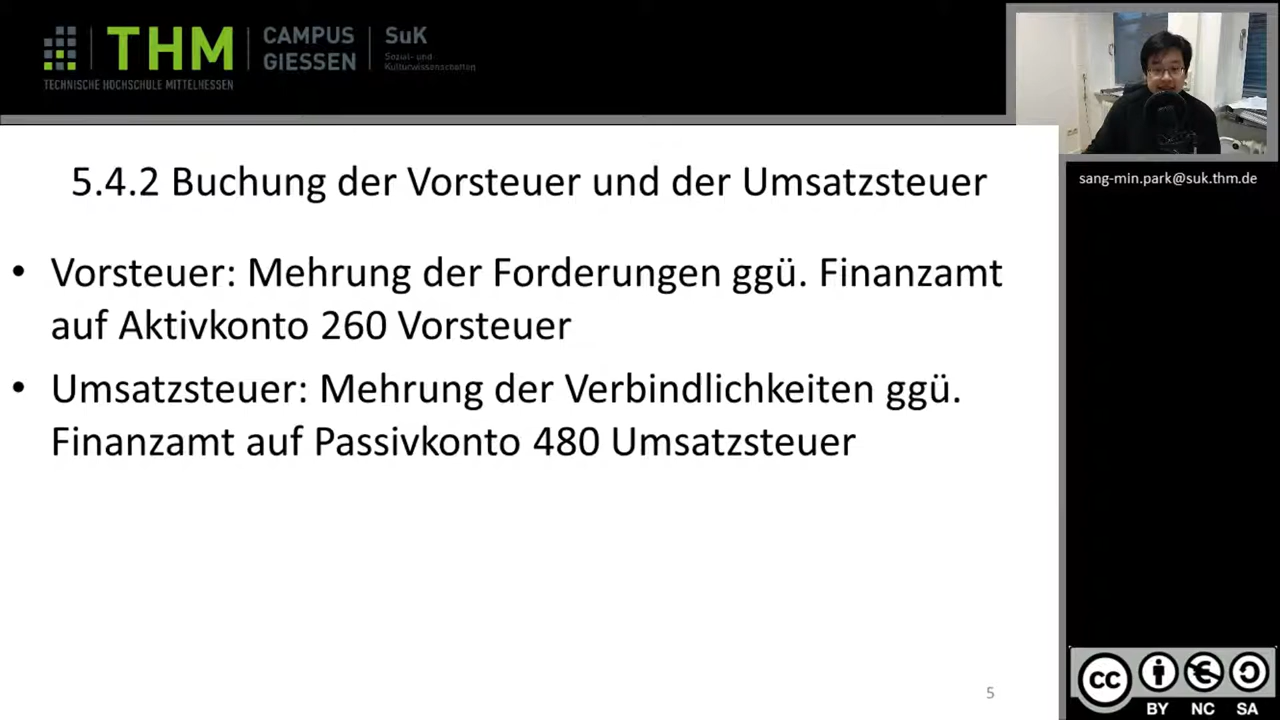 THM
CAMPUS
GIESSEN
SuK
Sozial- und
Kulturwissenschaften
TECHNISCHE HOCHSCHULE MITTELHESSEN
sang-min.park@suk.thm.de
5.4.2 Buchung der Vorsteuer und der Umsatzsteuer
• Vorsteuer: Mehrung der Forderungen ggü. Finanzamt
auf Aktivkonto 260 Vorsteuer
• Umsatzsteuer: Mehrung der Verbindlichkeiten ggü.
Finanzamt auf Passivkonto 480 Umsatzsteuer
5
cc
BY NC SA